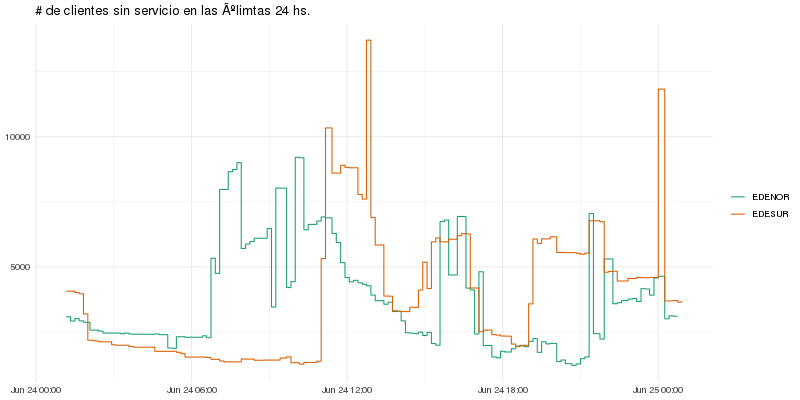 # de clientes sin servicio en las Ãºlimtas 24 hs.
10000
5000
EDENOR
EDESUR
Jun 24 00:00
Jun 24 06:00
Jun 24 12:00
Jun 24 18:00
Jun 25 00:00